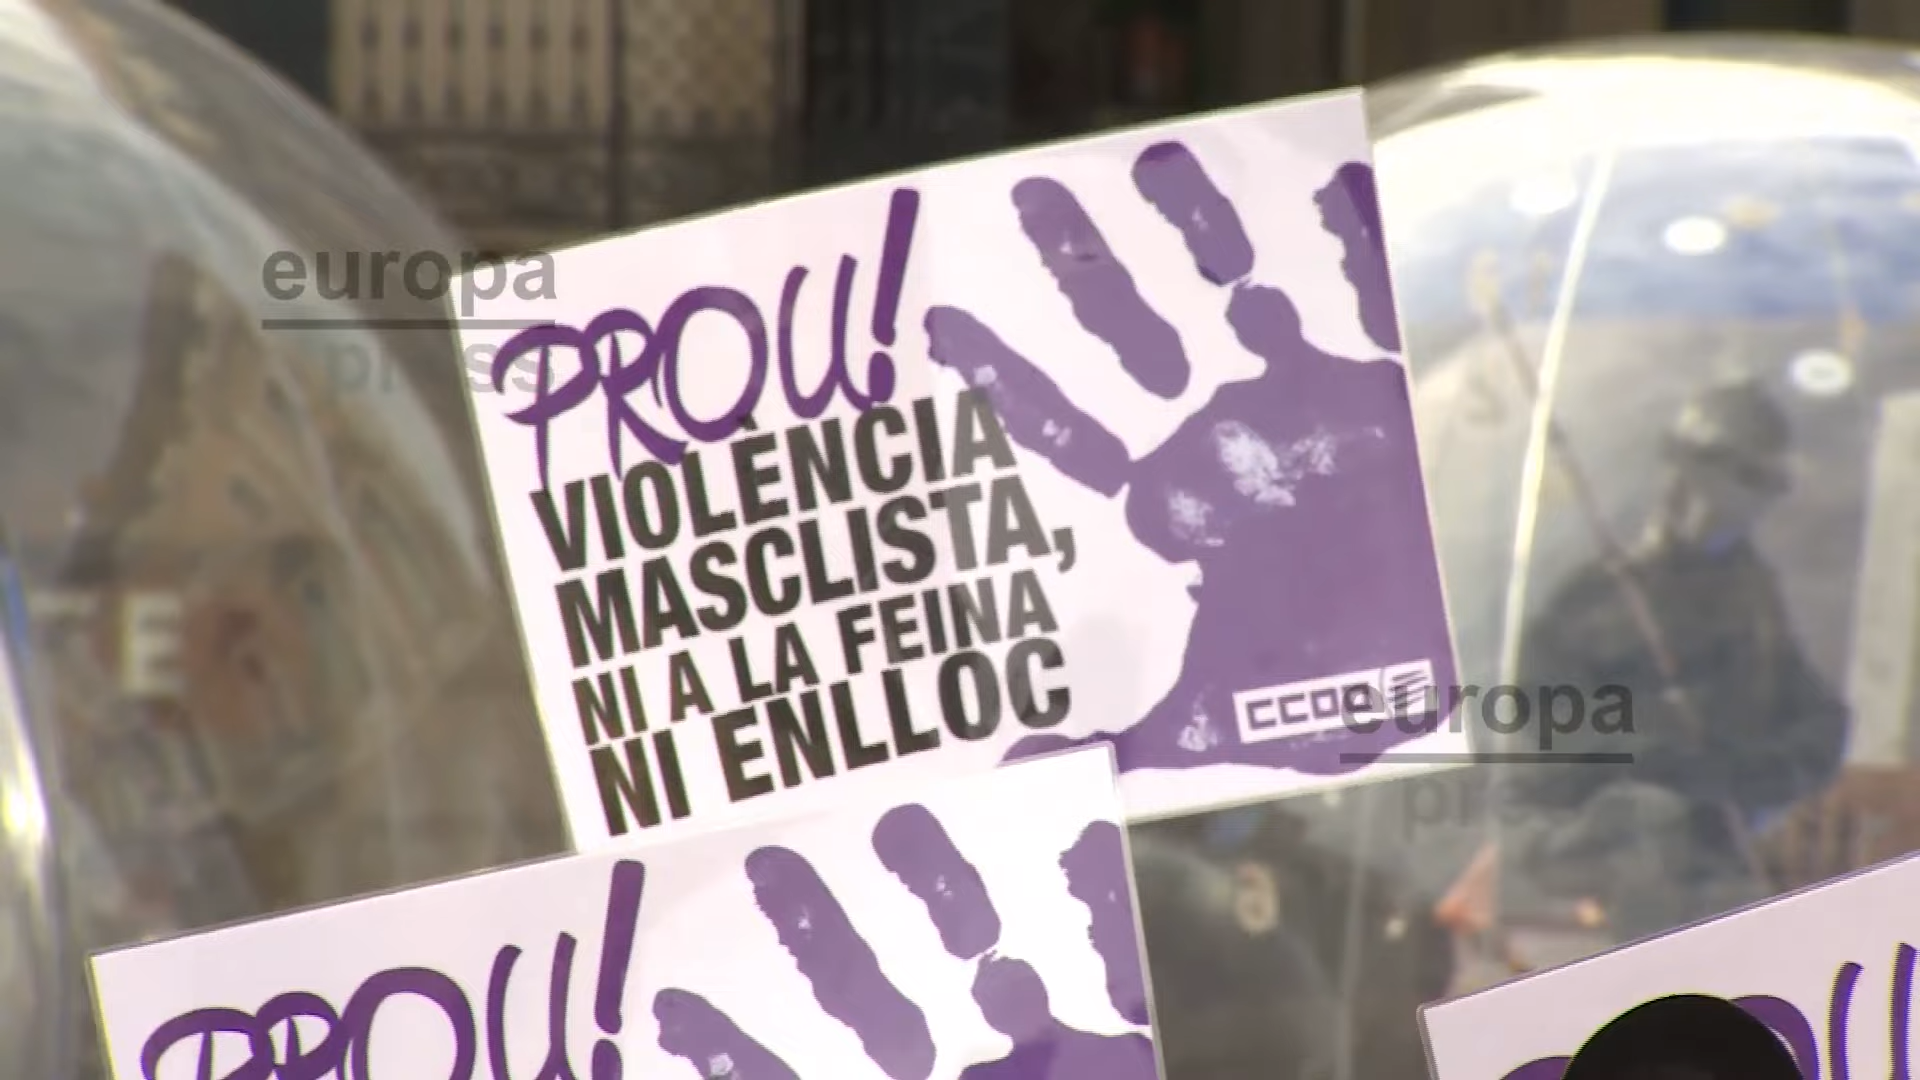 PROU!
VIOLÈNCIA
MASCLISTA,
NI A LA FEINA
NI ENLLOC
CCOO
europa
press
europa
press
PROU!